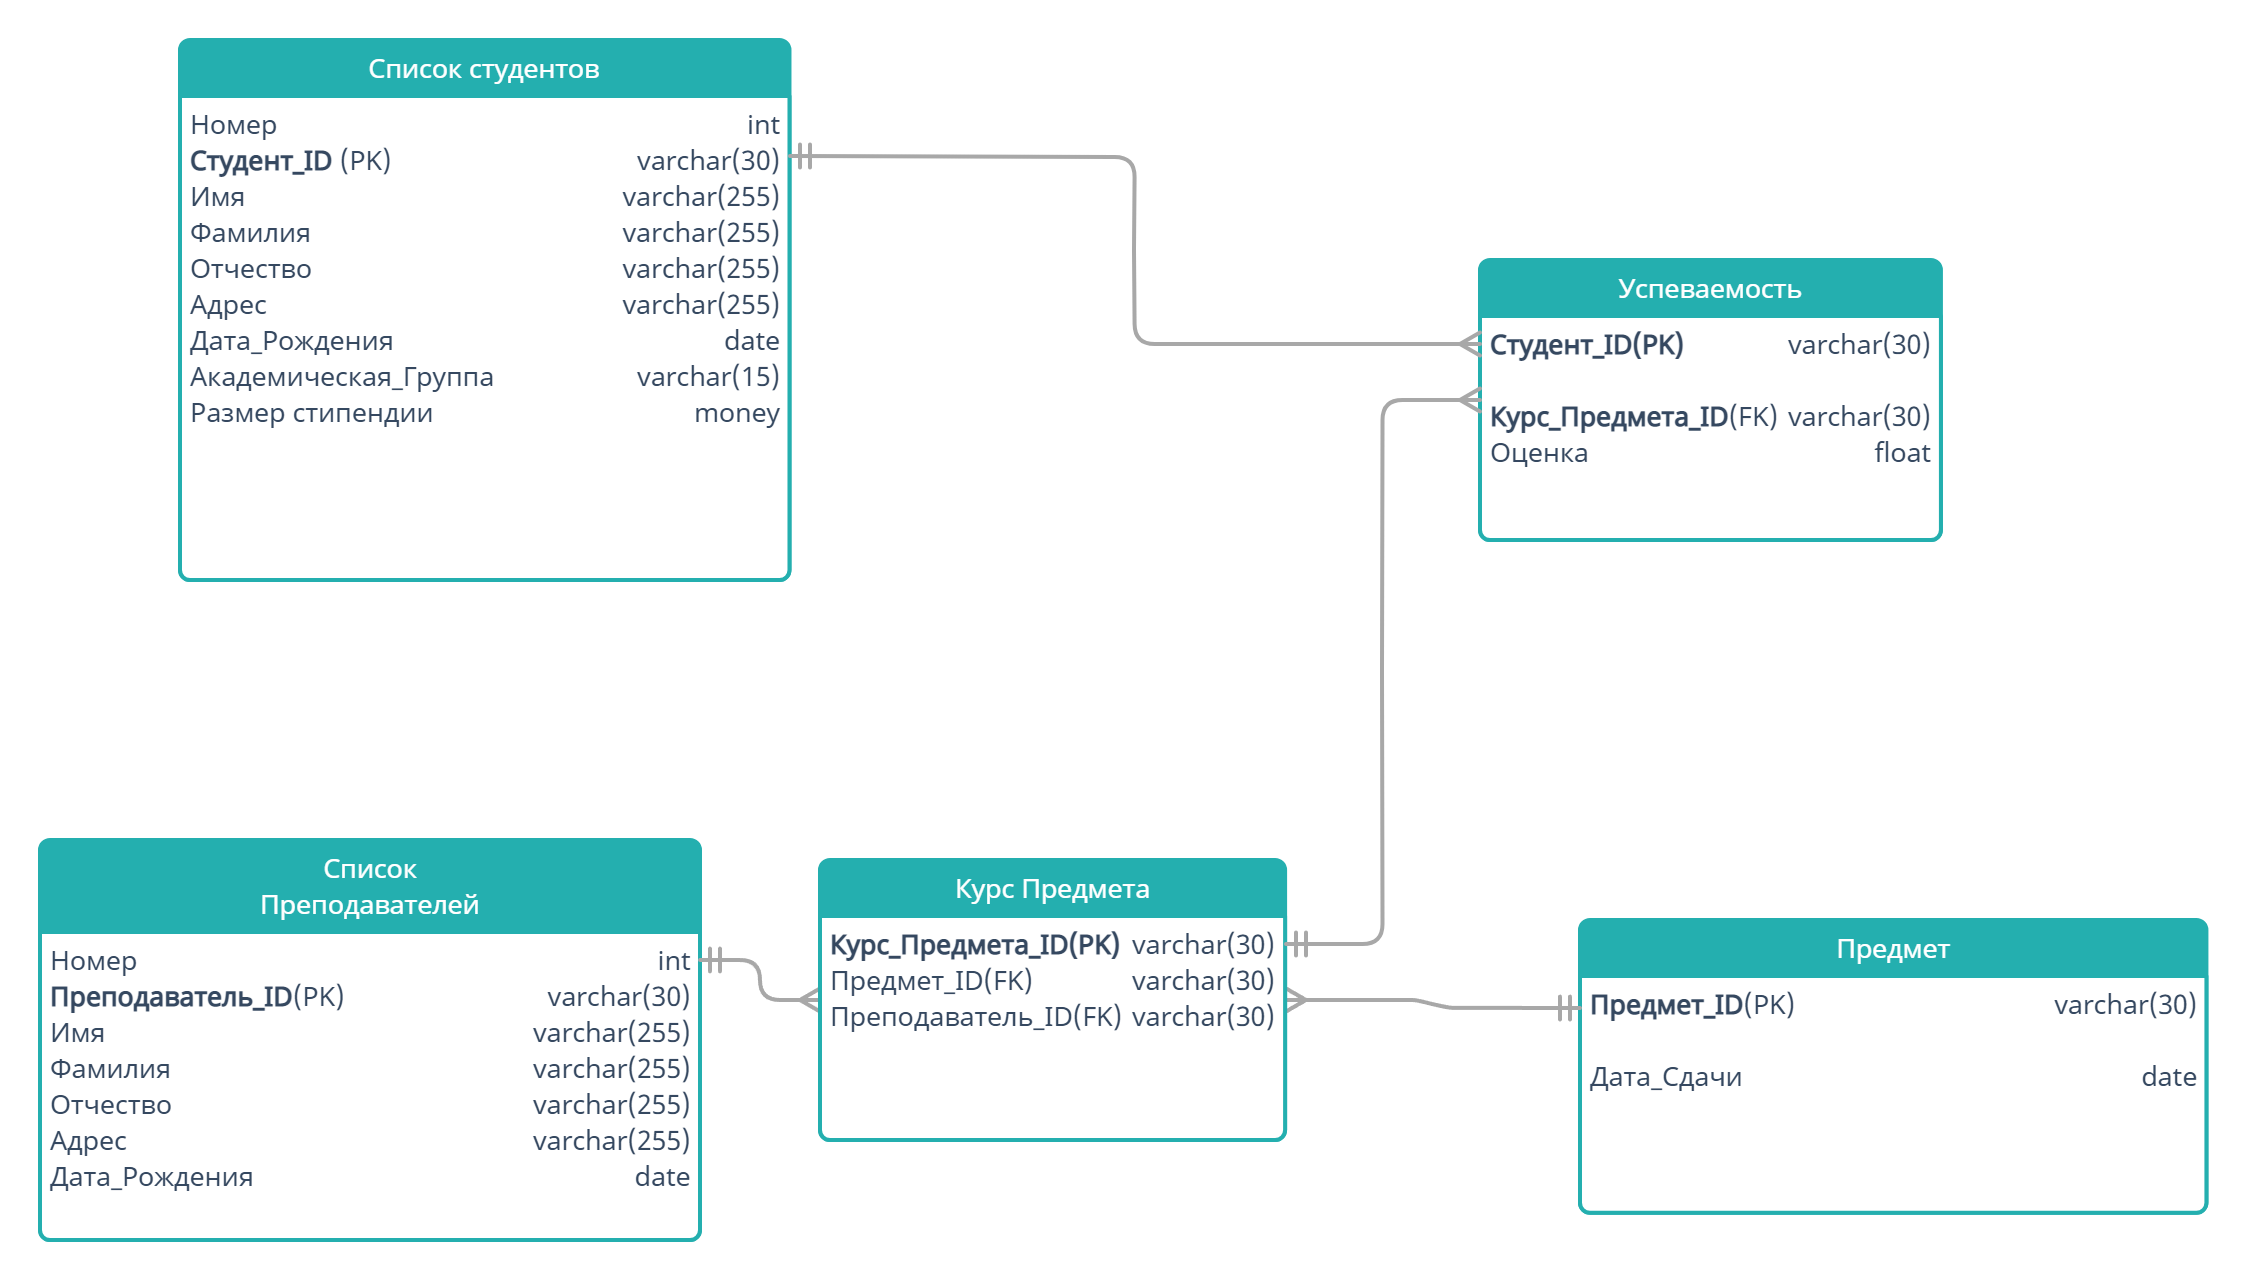 Список студентов
Номер int
Студент_ID (PK) varchar(30)
Имя varchar(255)
Фамилия varchar(255)
Отчество varchar(255)
Адрес varchar(255)
Дата_Рождения date
Академическая_Группа varchar(15)
Размер стипендии money
Успеваемость
Студент_ID(PK) varchar(30)
Курс_Предмета_ID(FK) varchar(30)
Оценка float
Список
Преподавателей
Номер int
Преподаватель_ID(PK) varchar(30)
Имя varchar(255)
Фамилия varchar(255)
Отчество varchar(255)
Адрес varchar(255)
Дата_Рождения date
Курс Предмета
Курс_Предмета_ID(PK) varchar(30)
Предмет_ID(FK) varchar(30)
Преподаватель_ID(FK) varchar(30)
Предмет
Предмет_ID(PK) varchar(30)
Дата_Сдачи date